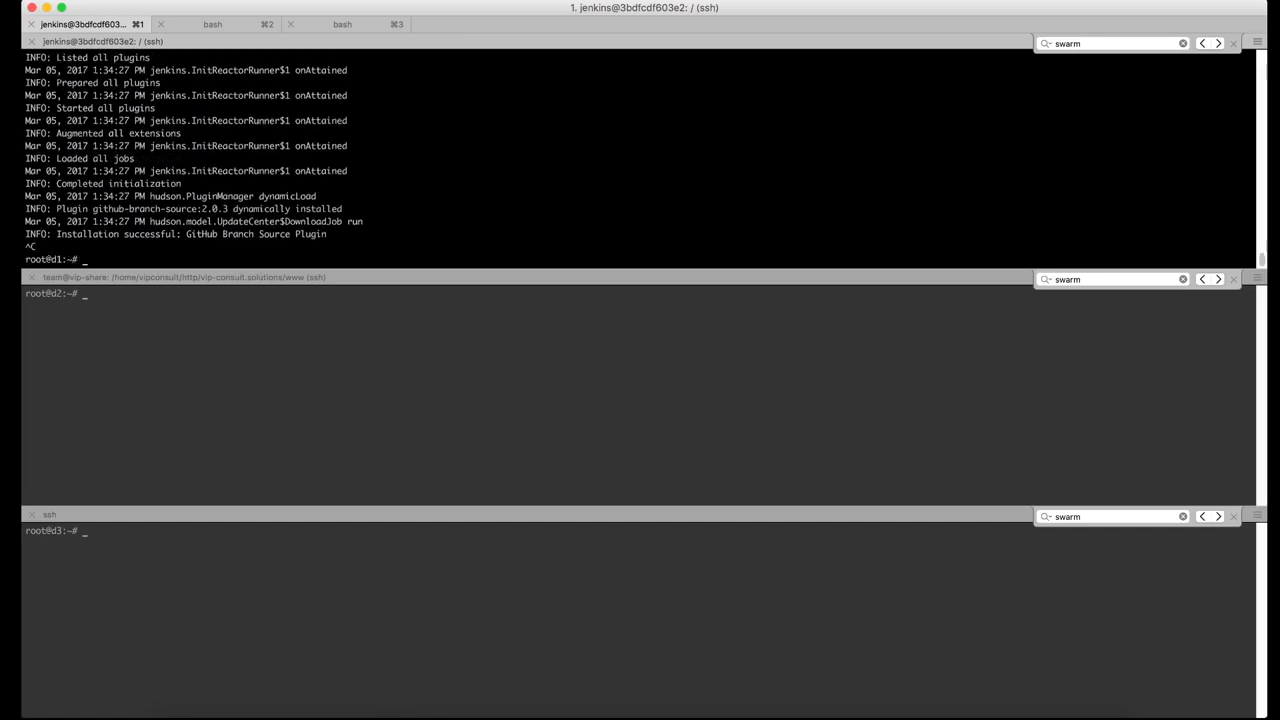 1. jenkins@3bdfcdf603e2: / (ssh)
jenkins@3bdfcdf603... ⌘1 bash ⌘2 bash ⌘3
jenkins@3bdfcdf603e2: / (ssh)
swarm
INFO: Listed all plugins
Mar 05, 2017 1:34:27 PM jenkins.InitReactorRunner$1 onAttained
INFO: Prepared all plugins
Mar 05, 2017 1:34:27 PM jenkins.InitReactorRunner$1 onAttained
INFO: Started all plugins
Mar 05, 2017 1:34:27 PM jenkins.InitReactorRunner$1 onAttained
INFO: Augmented all extensions
Mar 05, 2017 1:34:27 PM jenkins.InitReactorRunner$1 onAttained
INFO: Loaded all jobs
Mar 05, 2017 1:34:27 PM jenkins.InitReactorRunner$1 onAttained
INFO: Completed initialization
Mar 05, 2017 1:34:27 PM hudson.PluginManager dynamicLoad
INFO: Plugin github-branch-source:2.0.3 dynamically installed
Mar 05, 2017 1:34:27 PM hudson.model.UpdateCenter$DownloadJob run
INFO: Installation successful: GitHub Branch Source Plugin
^C
root@d1:~# _
team@vip-share: /home/vipconsult/http/vip-consult.solutions/www (ssh)
swarm
root@d2:~# _
ssh
swarm
root@d3:~# _